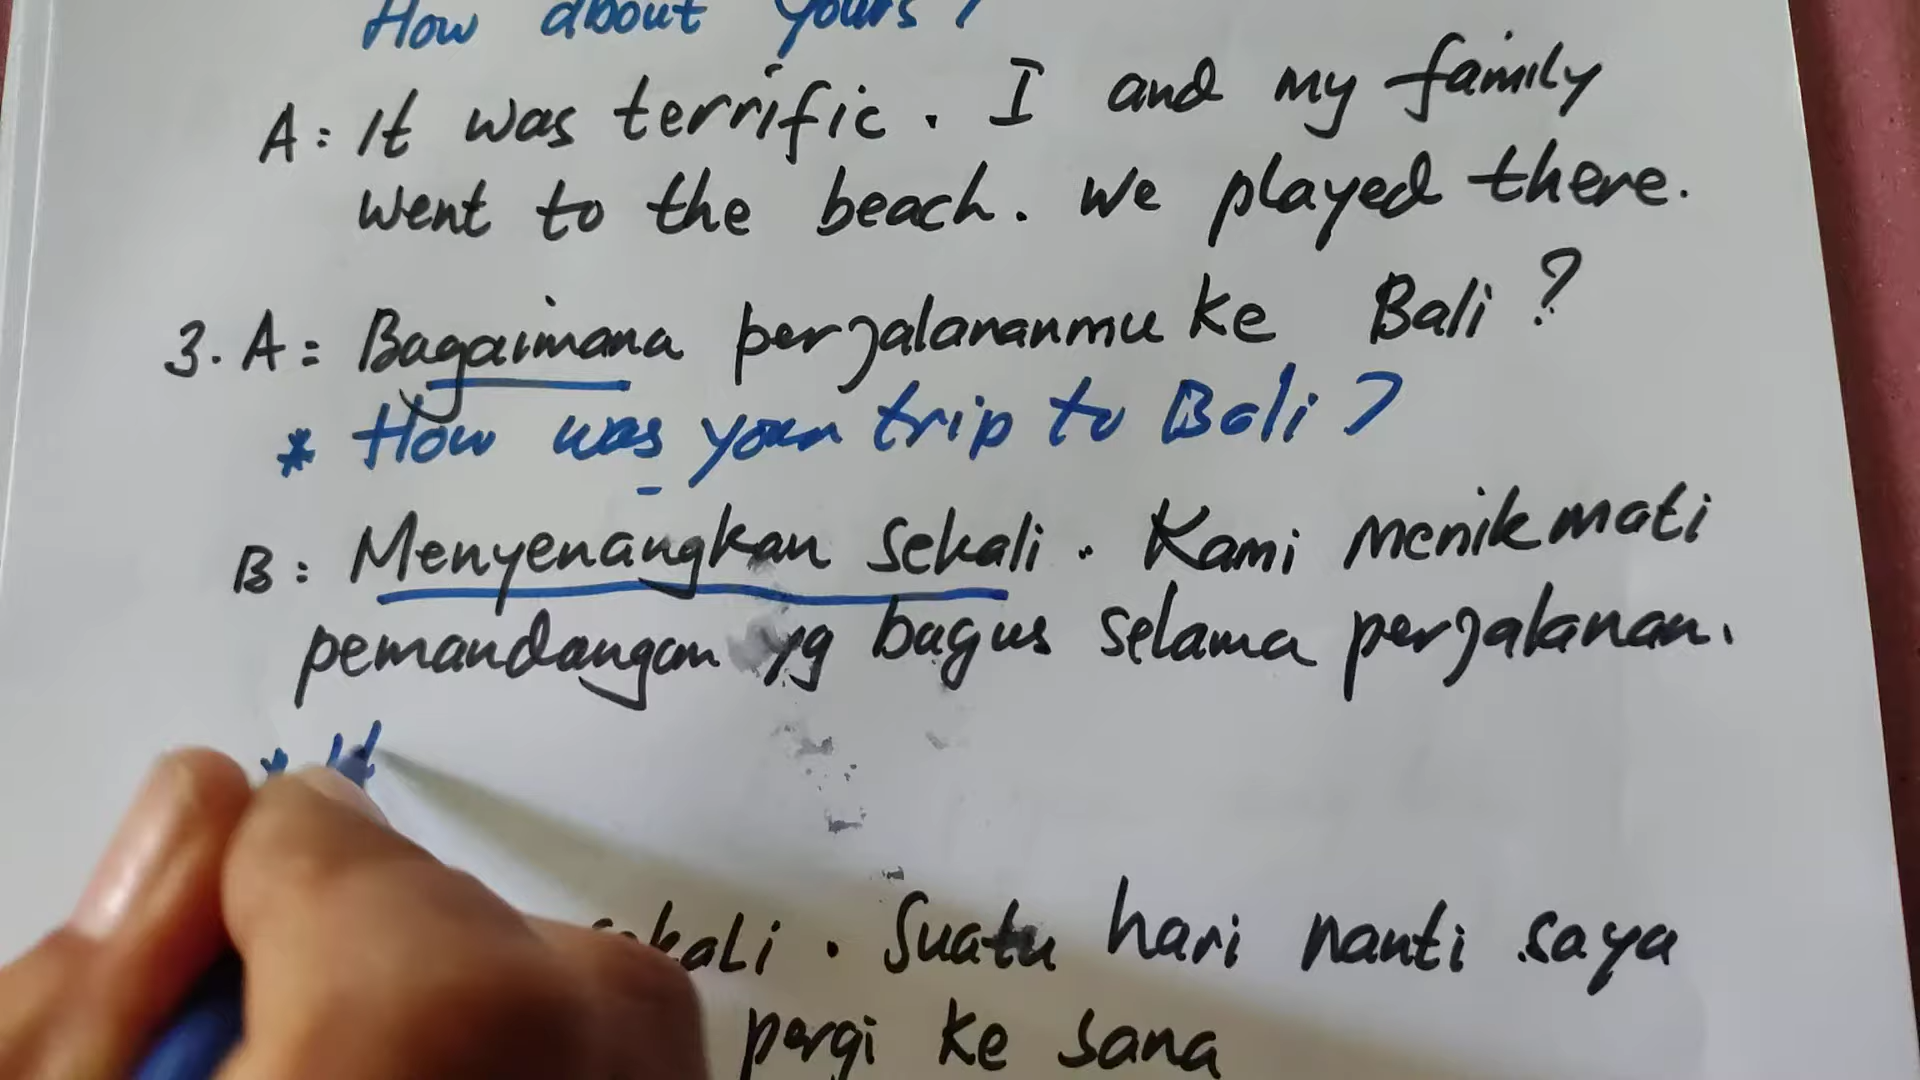 How about yours?
A: It was terrific. I and my family
went to the beach. We played there.
3. A: Bagaimana perjalananmu ke Bali?
* How was your trip to Bali?
B: Menyenangkan sekali. Kami menikmati
pemandangan yg bagus selama perjalanan.
* It
sekali. Suatu hari nanti saya
pergi ke sana